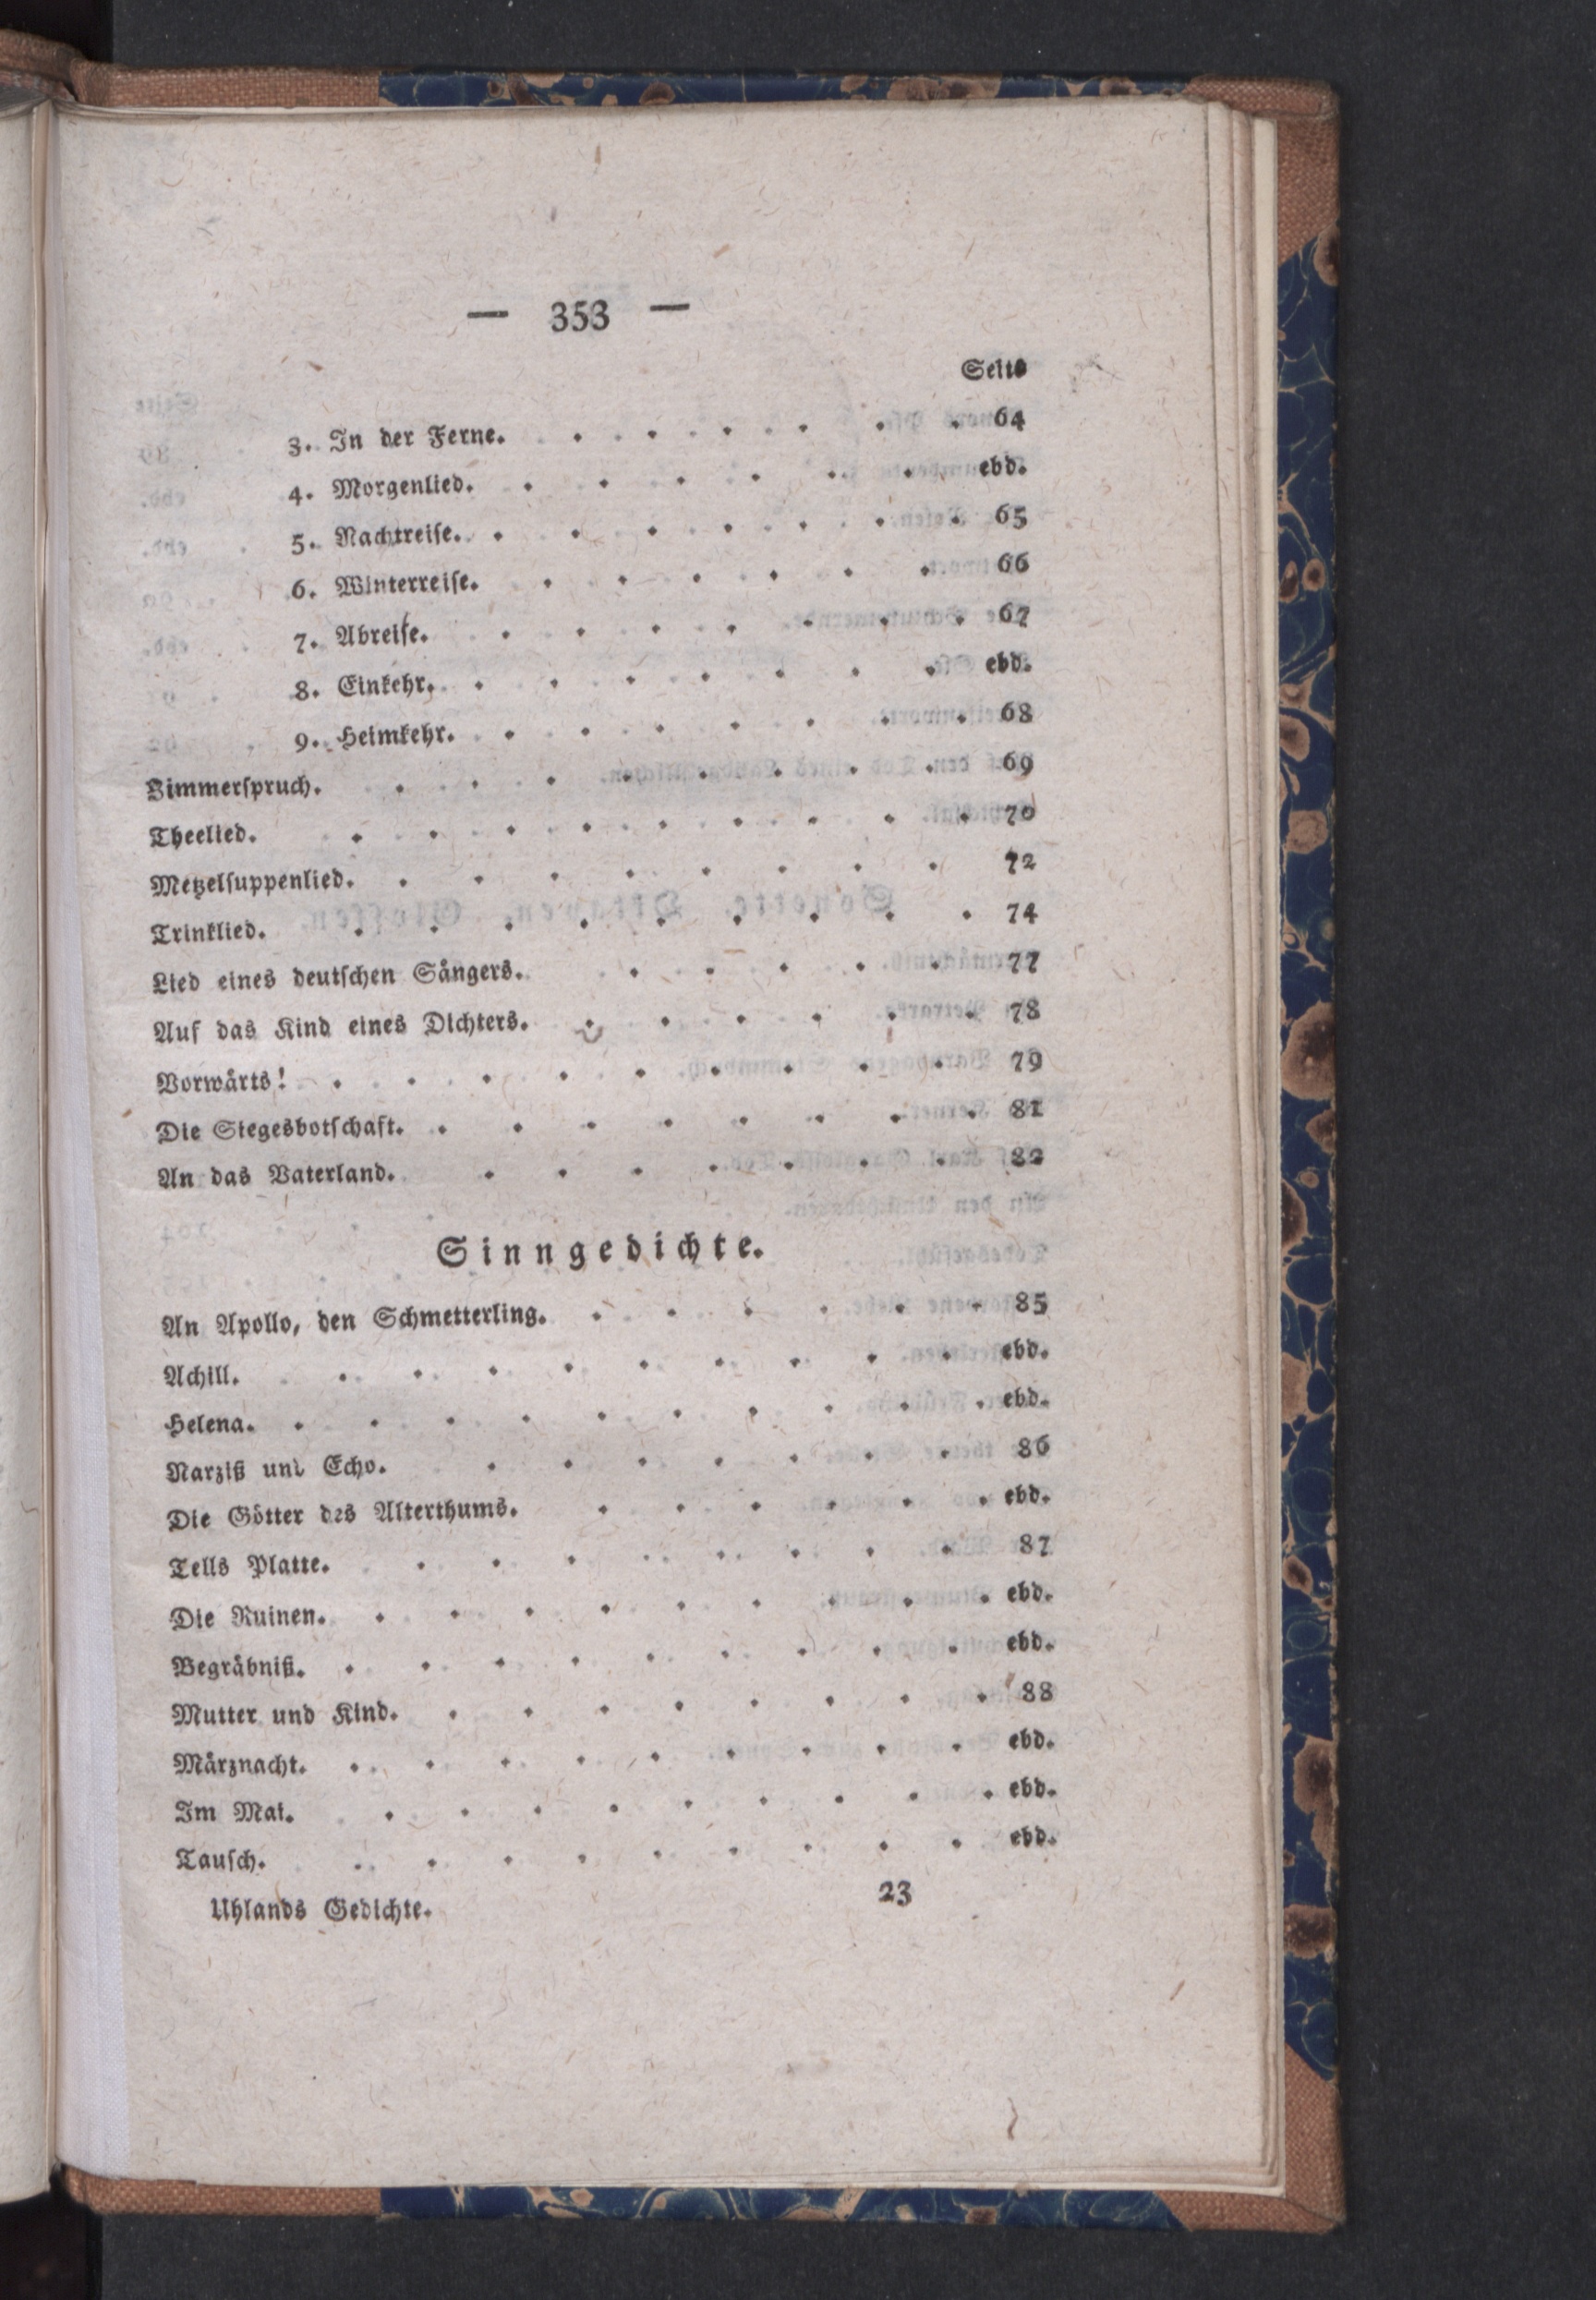 — 353 —
Seite
3. In der Ferne. . . . . . . 64
4. Morgenlied. . . . . . . ebd.
5. Nachtreise. . . . . . . . 65
6. Winterreise. . . . . . . 66
7. Abreise. . . . . . . . 67
8. Einkehr. . . . . . . . ebd.
9. Heimkehr. . . . . . . . 68
Zimmerspruch. . . . . . . . . 69
Theelied. . . . . . . . . . 70
Metzelsuppenlied. . . . . . . . . 72
Trinklied. . . . . . . . . . 74
Lied eines deutschen Sängers. . . . . . 77
Auf das Kind eines Dichters. . . . . . . 78
Vorwärts! . . . . . . . . . 79
Die Siegesbotschaft. . . . . . . . . 81
An das Vaterland. . . . . . . . 82
Sinngedichte.
An Apollo, den Schmetterling. . . . . . . 85
Achill. . . . . . . . . . ebd.
Helena. . . . . . . . . . . ebd.
Narziß und Echo. . . . . . . . 86
Die Götter des Alterthums. . . . . . . ebd.
Tells Platte. . . . . . . . . 87
Die Ruinen. . . . . . . . . . ebd.
Begräbniß. . . . . . . . . . ebd.
Mutter und Kind. . . . . . . . . 88
Märznacht. . . . . . . . . . ebd.
Im Mai. . . . . . . . . . ebd.
Tausch. . . . . . . . . . ebd.
Uhlands Gedichte. 23